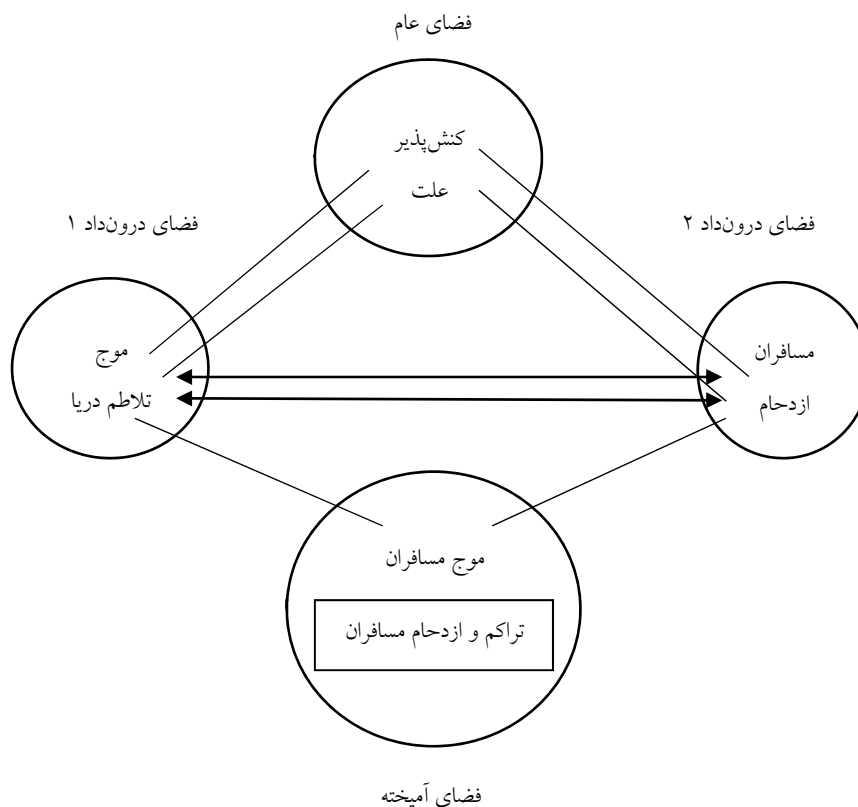 فضای عام
کنش‌پذیر
علت
فضای درون‌داد ۲
فضای درون‌داد ۱
مسافران
موج
ازدحام
تلاطم دریا
موج مسافران
تراکم و ازدحام مسافران
فضای آمیخته